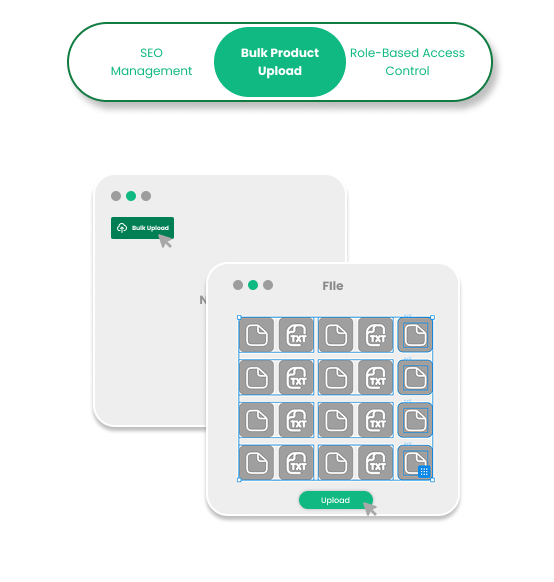 SEO
Management
Bulk Product
Upload
Role-Based Access
Control
Bulk Upload
N
FIle
TXT TXT
TXT TXT
TXT TXT
TXT TXT
Upload